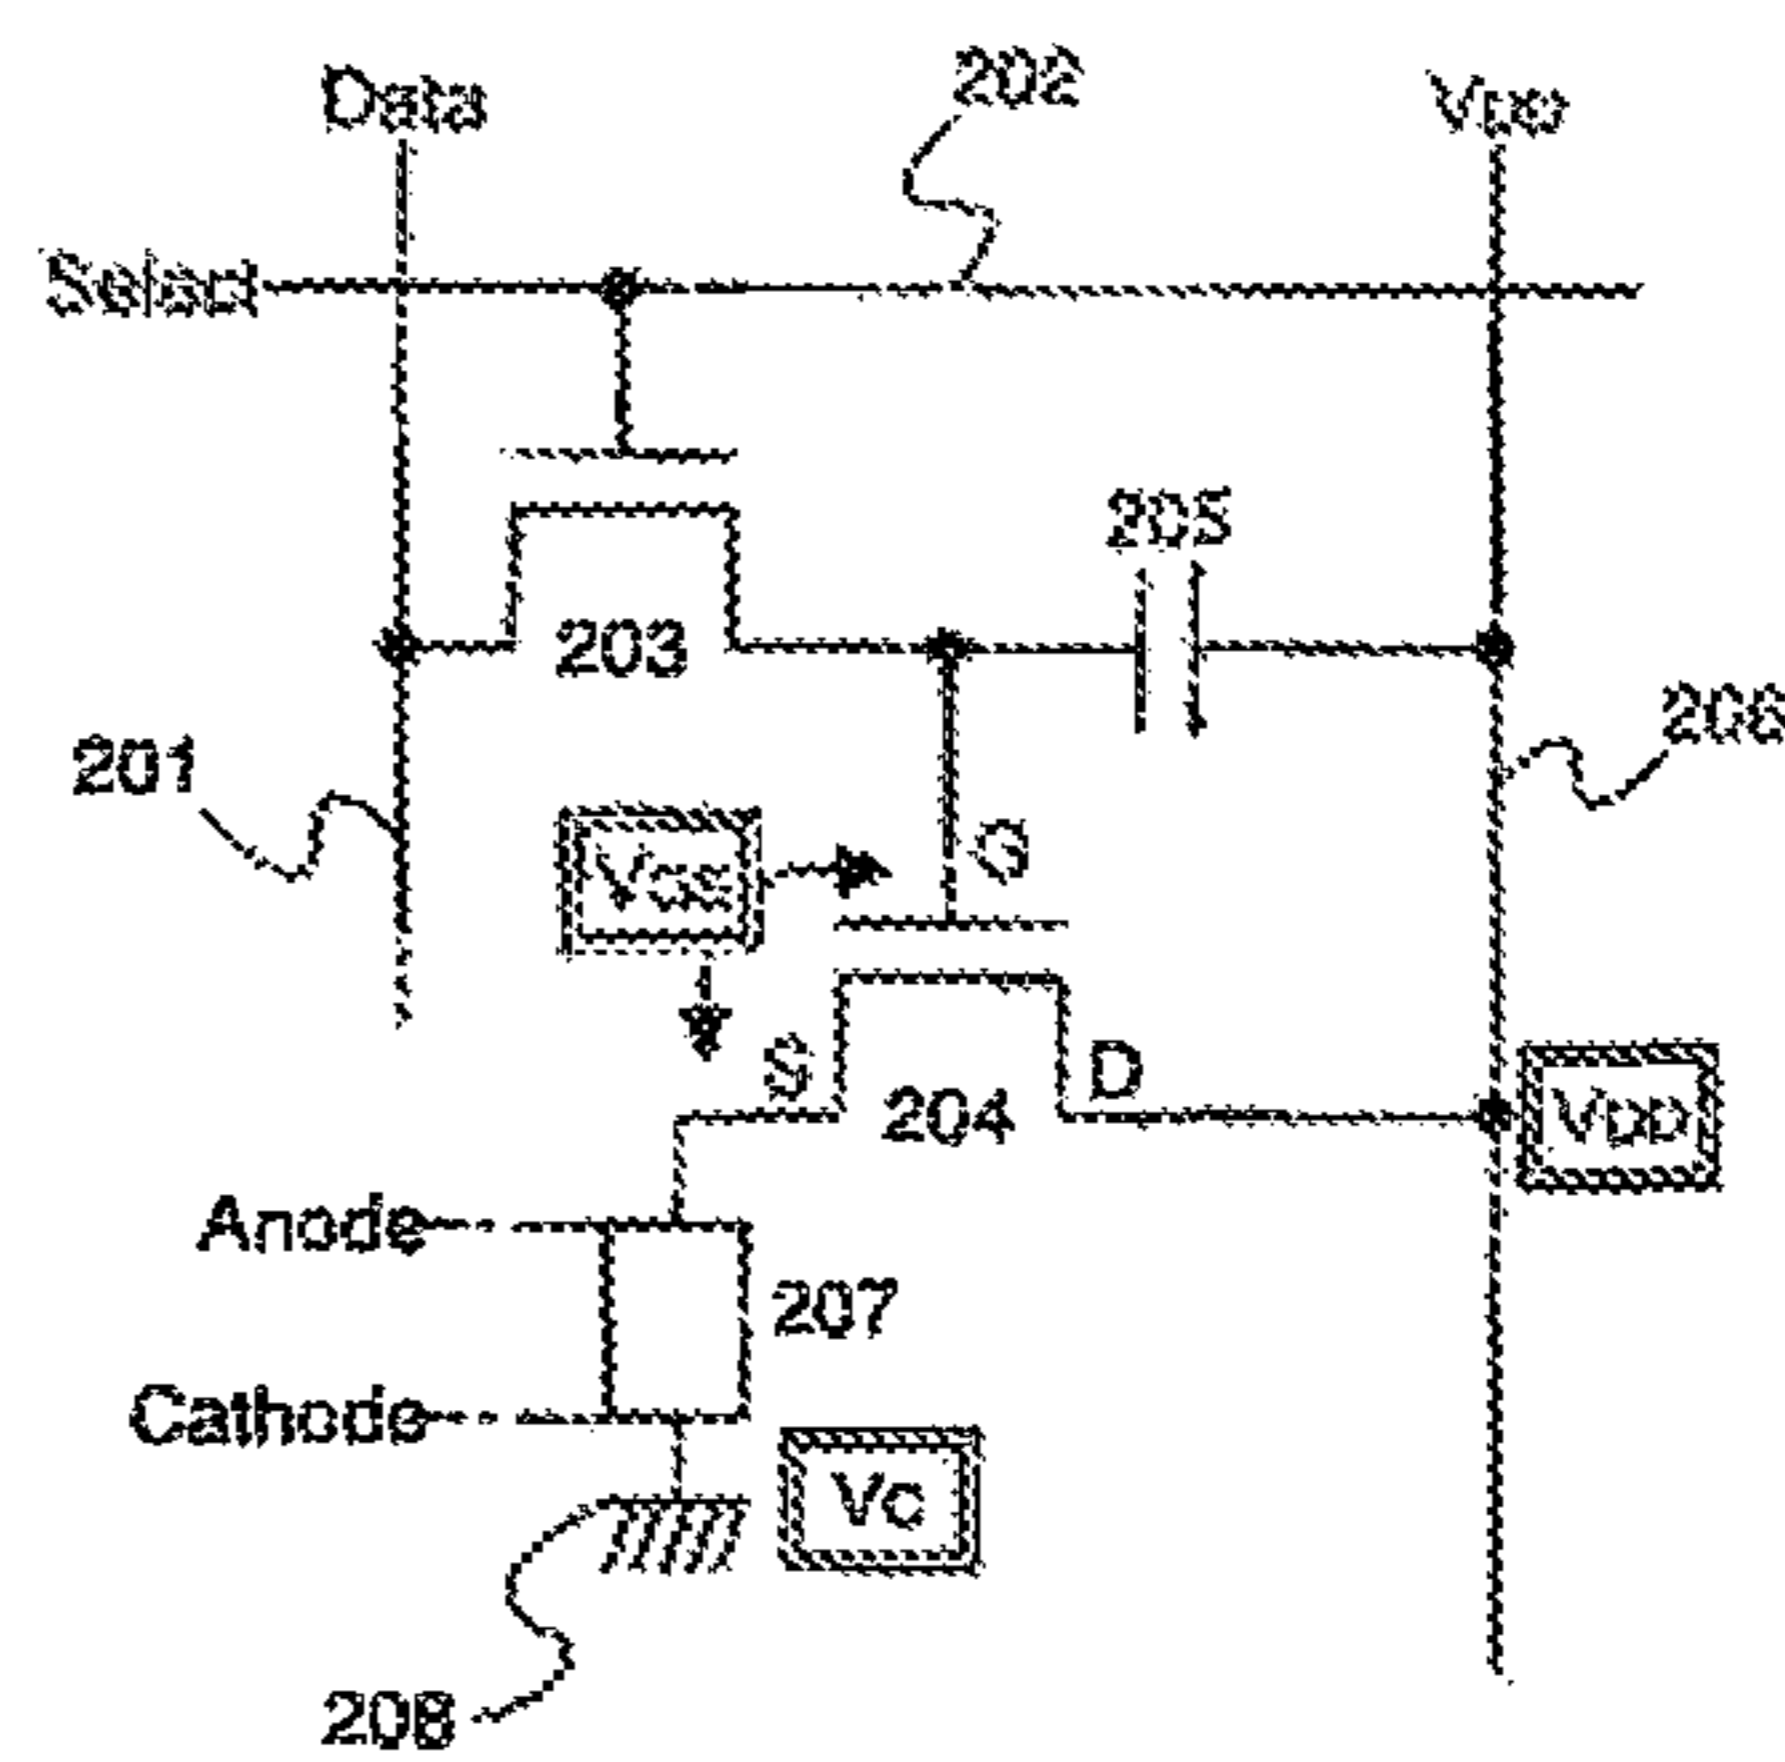 Data
202
VDD
Select
205
203
206
201
VGS
G
S
D
204
VDD
Anode
207
Cathode
VC
208